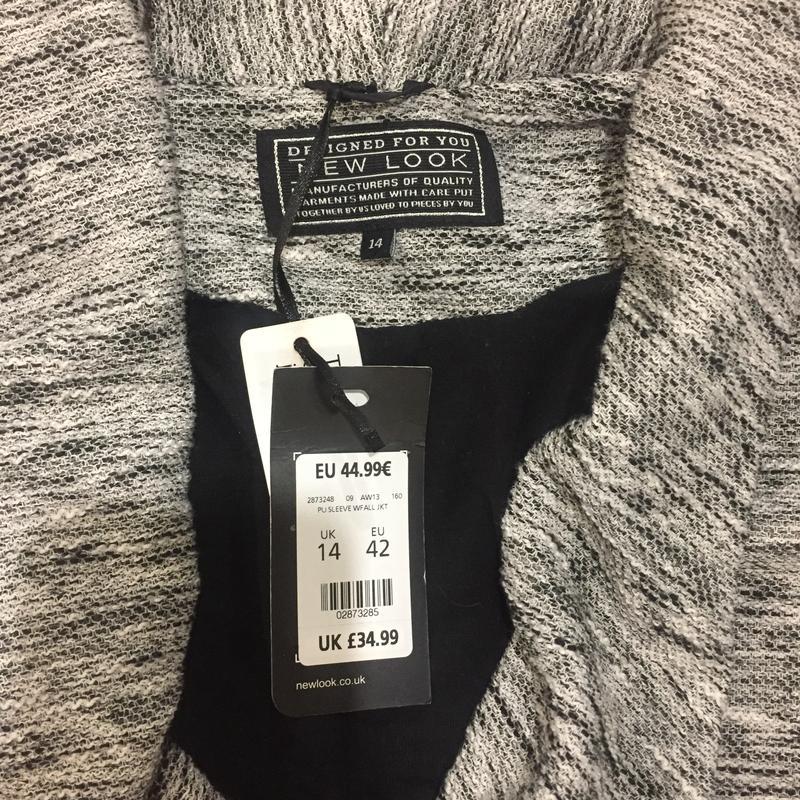 DESIGNED FOR YOU
NEW LOOK
MANUFACTURERS OF QUALITY
GARMENTS MADE WITH CARE PUT
TOGETHER BY US LOVED TO PIECES BY YOU
14
EU 44.99€
2873248 09 AW13 160
PU SLEEVE WFALL JKT
UK EU
14 42
02873285
UK £34.99
newlook.co.uk